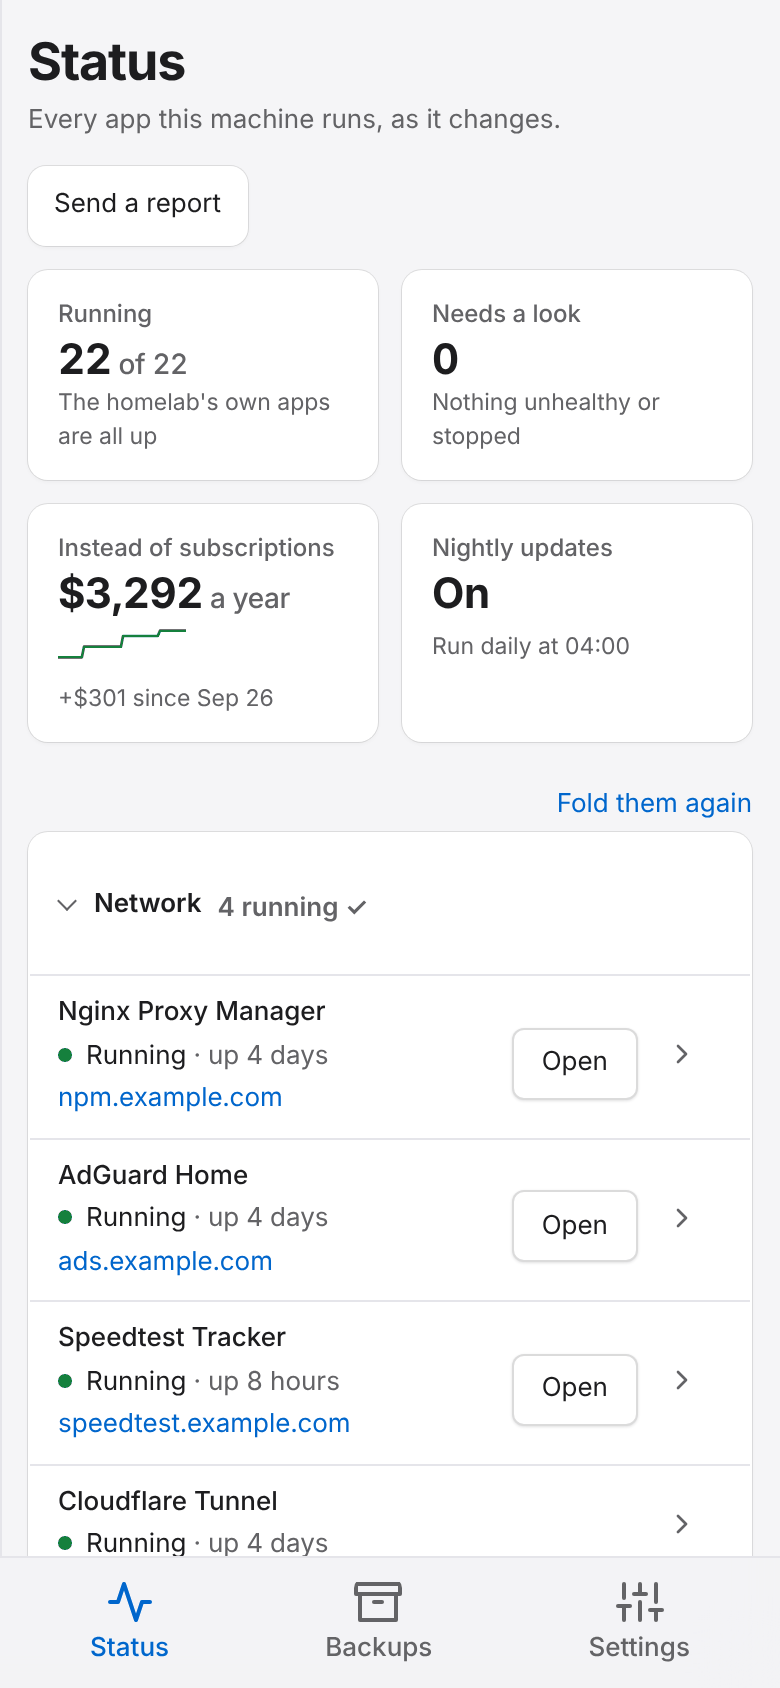 Status
Every app this machine runs, as it changes.
Send a report
Running
22 of 22
The homelab's own apps
are all up
Needs a look
0
Nothing unhealthy or
stopped
Instead of subscriptions
$3,292 a year
+$301 since Sep 26
Nightly updates
On
Run daily at 04:00
Fold them again
Network 4 running
Nginx Proxy Manager
Running · up 4 days
npm.example.com
Open
AdGuard Home
Running · up 4 days
ads.example.com
Open
Speedtest Tracker
Running · up 8 hours
speedtest.example.com
Open
Cloudflare Tunnel
Running · up 4 days
Status
Backups
Settings